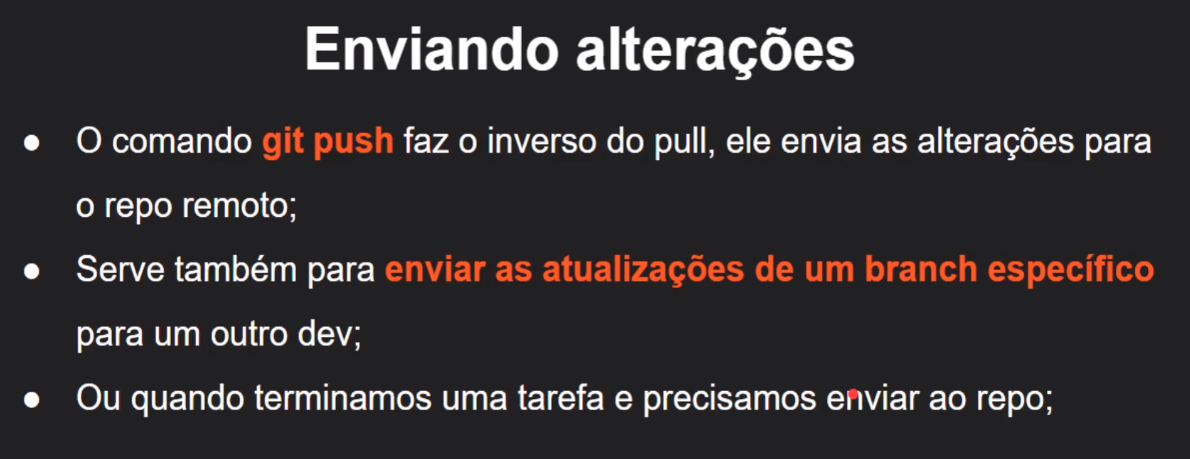 Enviando alterações
● O comando git push faz o inverso do pull, ele envia as alterações para
o repo remoto;
● Serve também para enviar as atualizações de um branch específico
para um outro dev;
● Ou quando terminamos uma tarefa e precisamos enviar ao repo;